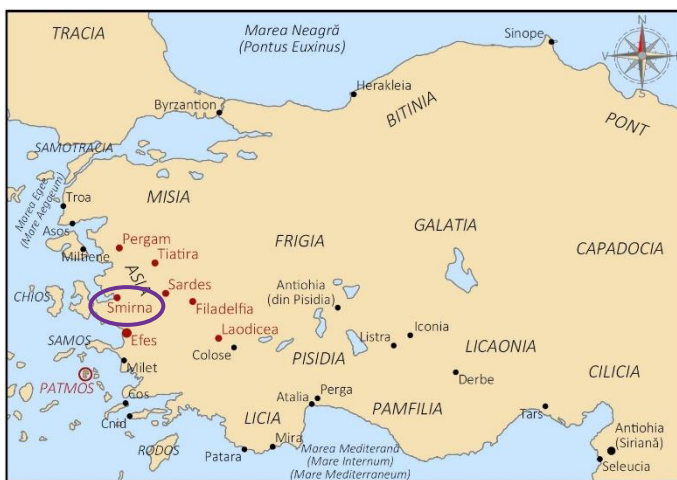 TRACIA
Marea Neagră
(Pontus Euxinus)
Sinope
N
V
E
S
Herakleia
Byrzantion
BITINIA
PONT
SAMOTRACIA
Marea Egee
(Mare Aegaeum)
MISIA
Troa
Asos
Mitilene
Pergam
Tiatira
ASIA
FRIGIA
GALATIA
CAPADOCIA
CHIOS
Smirna
Sardes
Filadelfia
Antiohia
(din Pisidia)
Efes
Laodicea
Colose
Iconia
Listra
SAMOS
Milet
PISIDIA
LICAONIA
Derbe
CILICIA
PATMOS
Cos
Cnid
Perga
Atalia
PAMFILIA
Tars
LICIA
RODOS
Patara
Mira
Marea Mediterană
(Mare Internum)
(Mare Mediterraneum)
Antiohia
(Siriană)
Seleucia